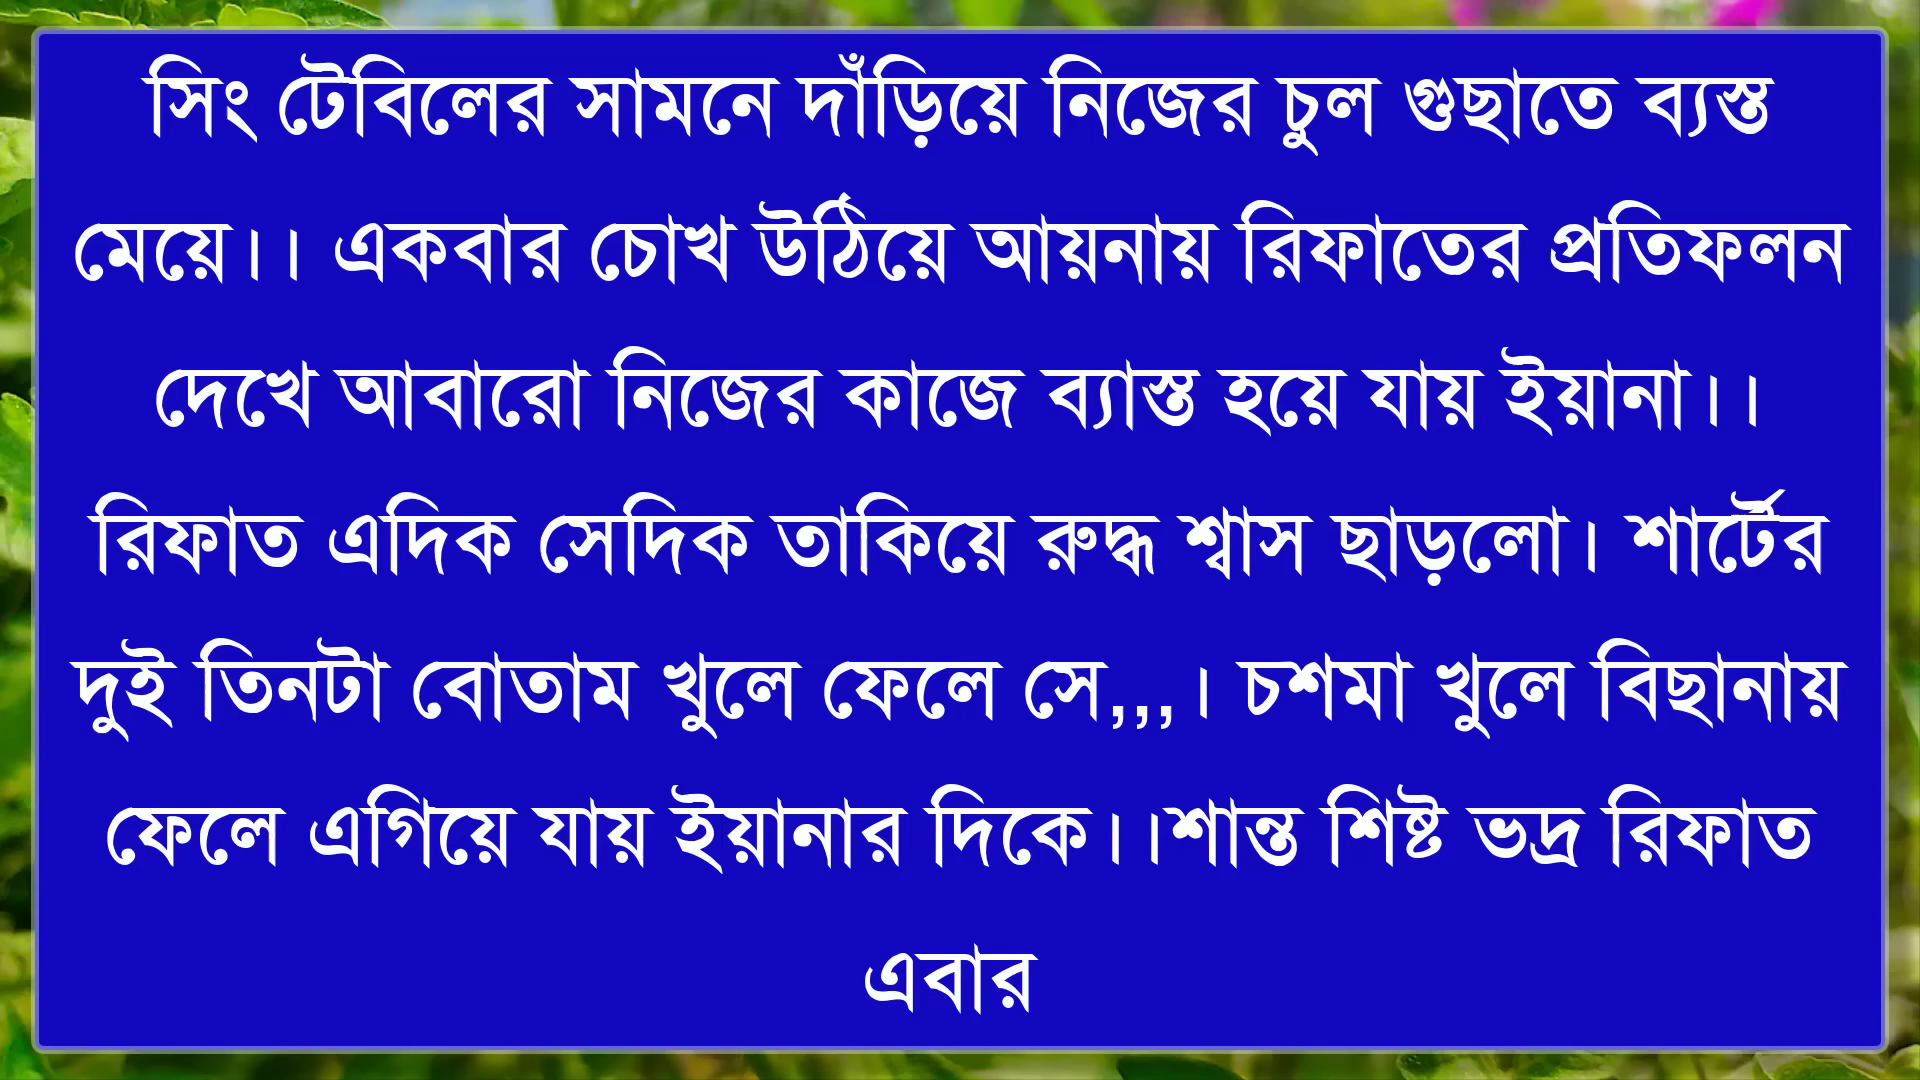 সিং টেবিলের সামনে দাঁড়িয়ে নিজের চুল গুছাতে ব্যস্ত
মেয়ে।। একবার চোখ উঠিয়ে আয়নায় রিফাতের প্রতিফলন
দেখে আবারো নিজের কাজে ব্যাস্ত হয়ে যায় ইয়ানা।।
রিফাত এদিক সেদিক তাকিয়ে রুদ্ধ শ্বাস ছাড়লো। শার্টের
দুই তিনটা বোতাম খুলে ফেলে সে,,,। চশমা খুলে বিছানায়
ফেলে এগিয়ে যায় ইয়ানার দিকে।।শান্ত শিষ্ট ভদ্র রিফাত
এবার